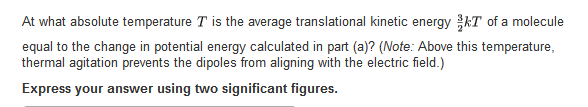 At what absolute temperature T is the average translational kinetic energy 3/2 kT of a molecule
equal to the change in potential energy calculated in part (a)? (Note: Above this temperature,
thermal agitation prevents the dipoles from aligning with the electric field.)
Express your answer using two significant figures.